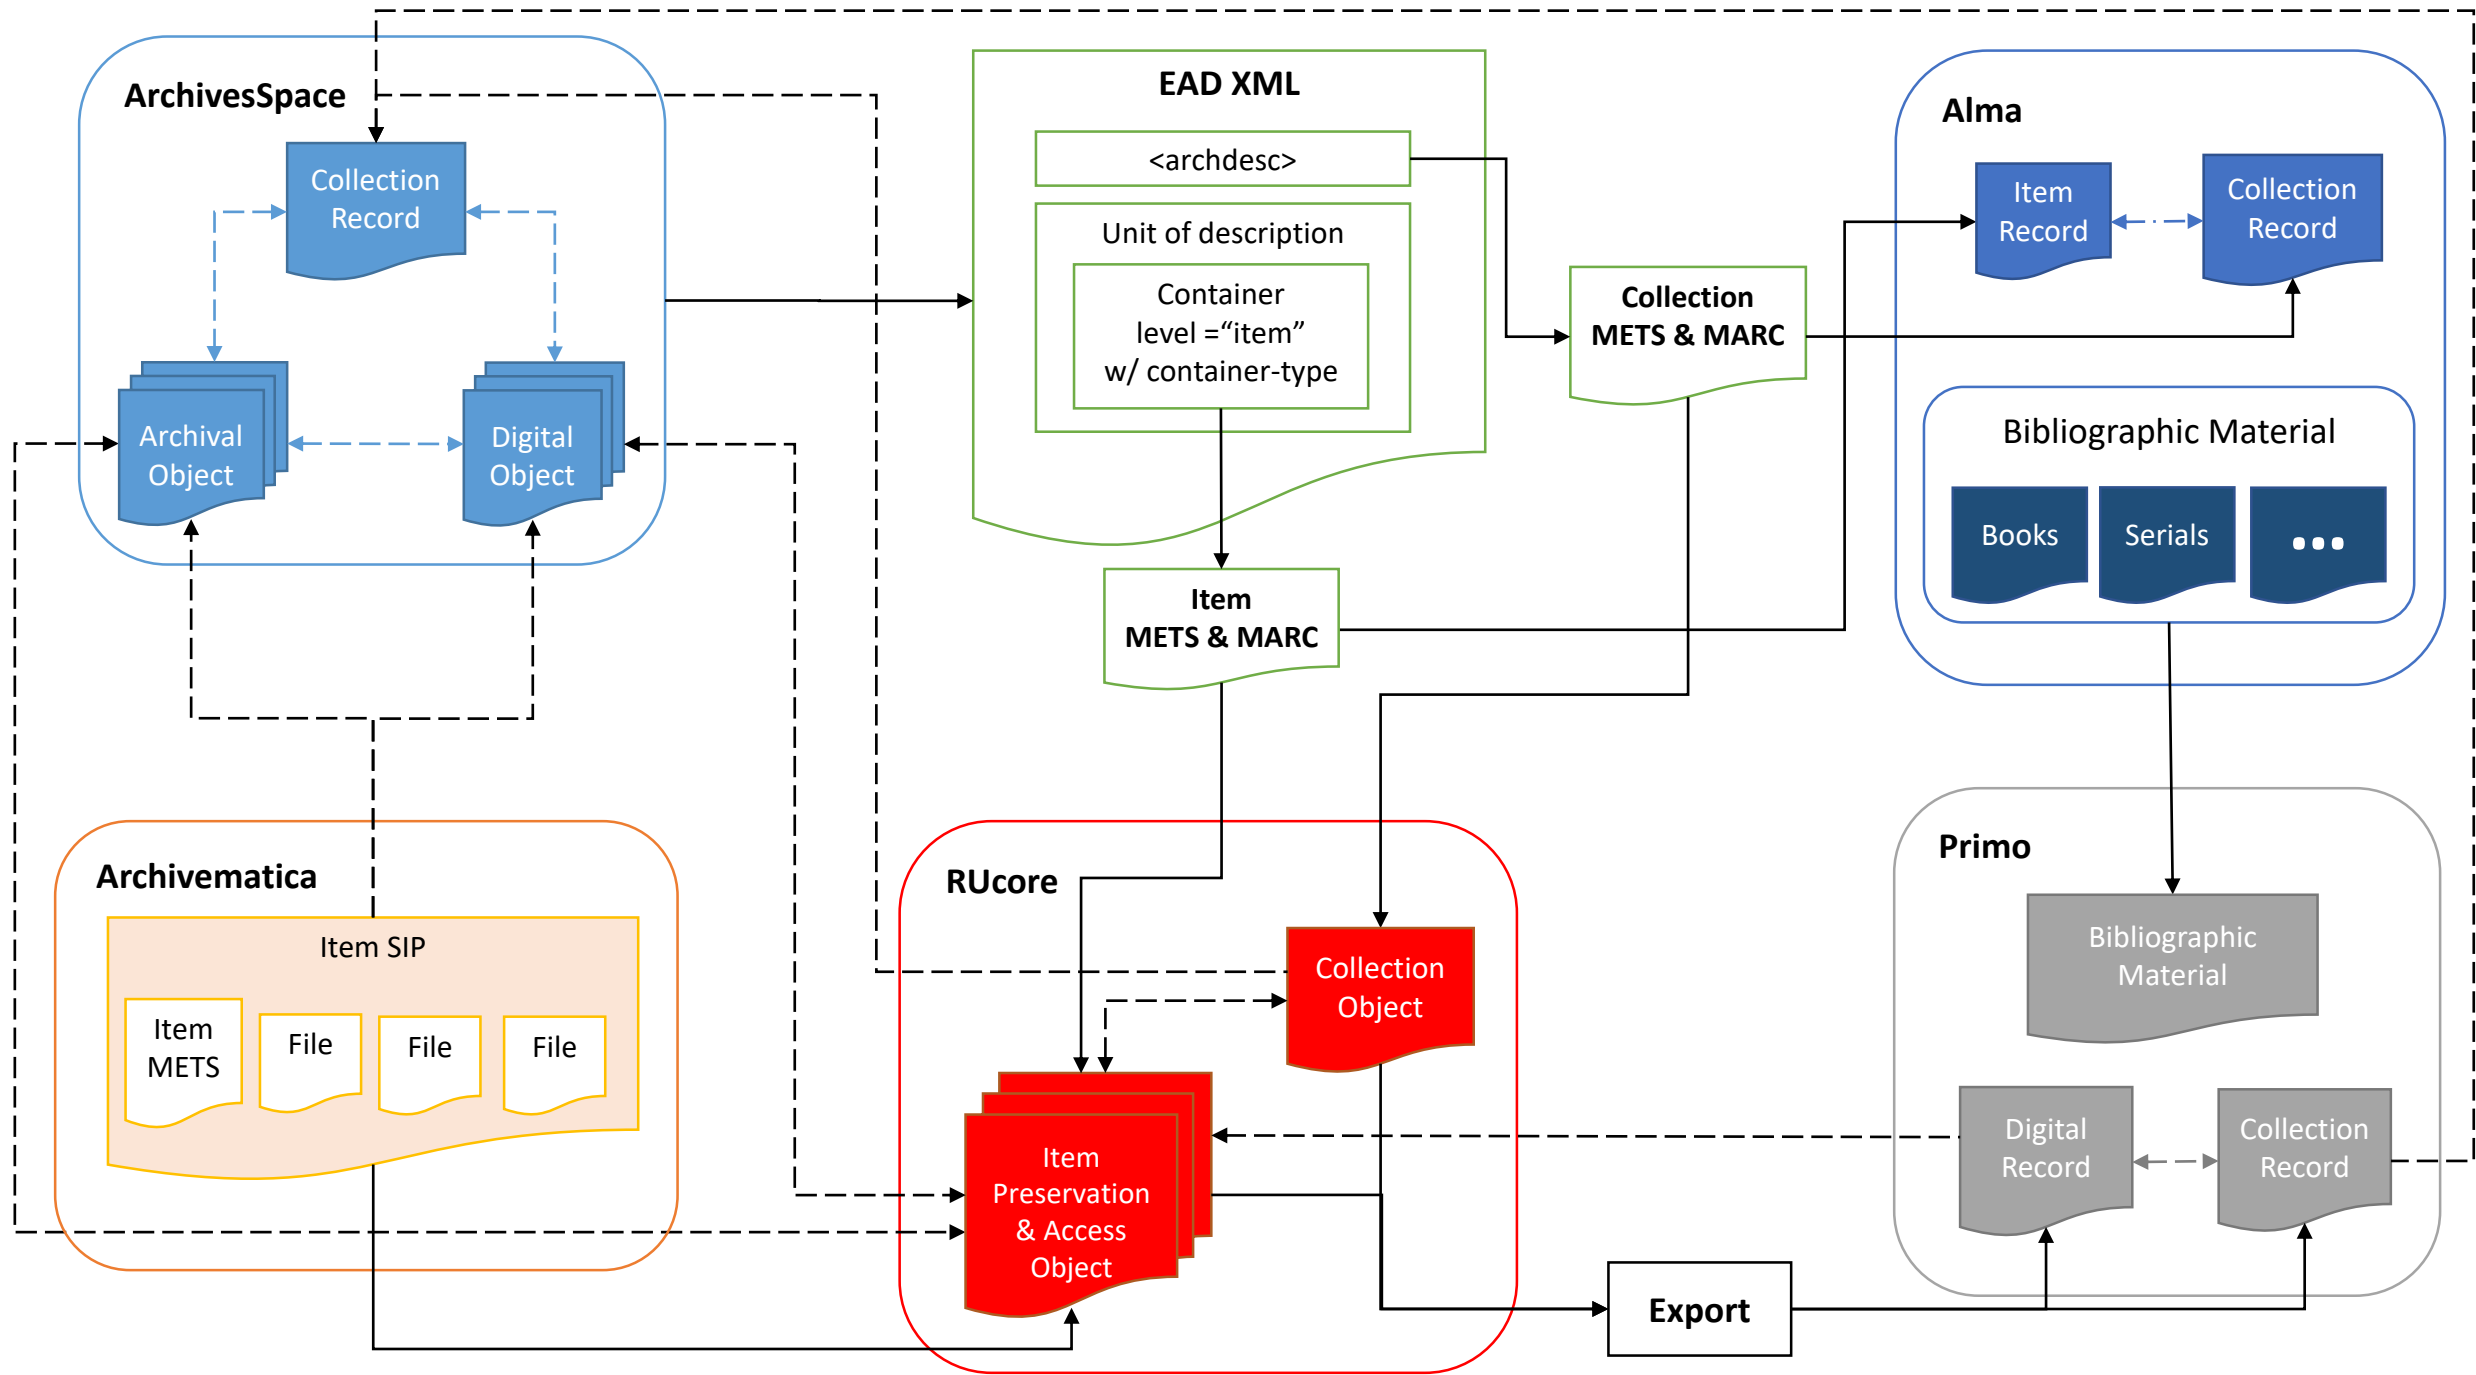 ArchivesSpace
Collection
Record
Archival
Object
Digital
Object
EAD XML
<archdesc>
Unit of description
Container
level =“item”
w/ container-type
Collection
METS & MARC
Item
METS & MARC
Alma
Item
Record
Collection
Record
Bibliographic Material
Books
Serials
...
Archivematica
Item SIP
Item
METS
File
File
File
RUcore
Collection
Object
Item
Preservation
& Access
Object
Export
Primo
Bibliographic
Material
Digital
Record
Collection
Record